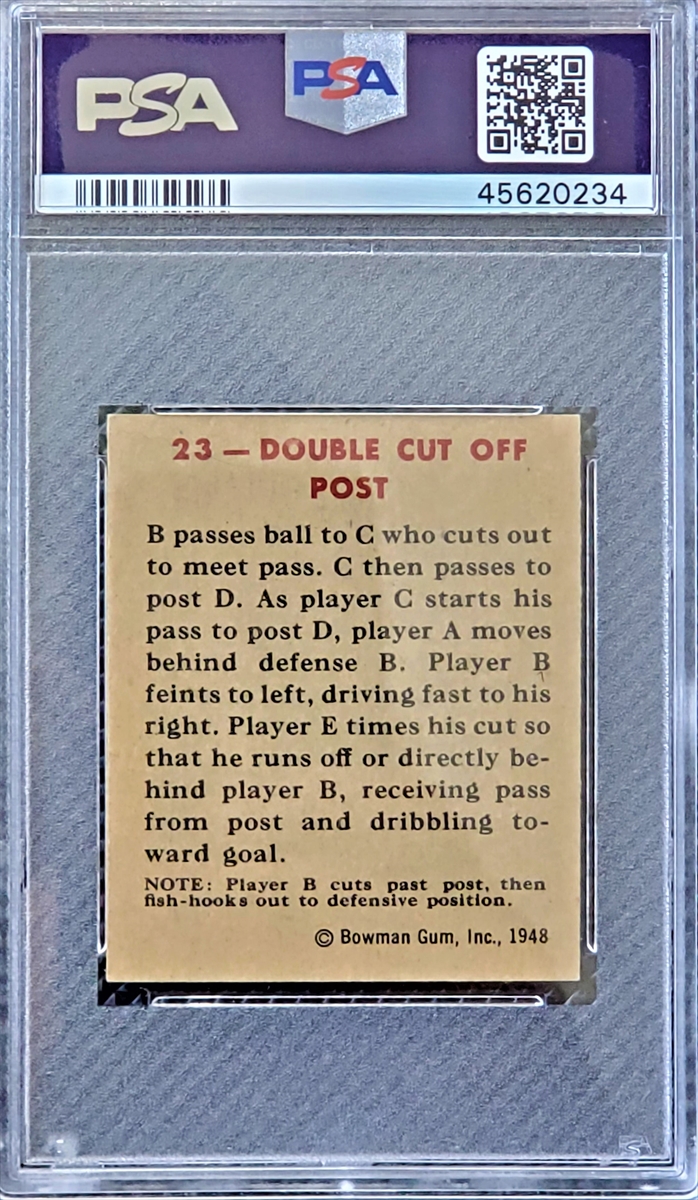 PSA
PSA
45620234
23 — DOUBLE CUT OFF
POST
B passes ball to C who cuts out
to meet pass. C then passes to
post D. As player C starts his
pass to post D, player A moves
behind defense B. Player B
feints to left, driving fast to his
right. Player E times his cut so
that he runs off or directly be-
hind player B, receiving pass
from post and dribbling to-
ward goal.
NOTE: Player B cuts past post, then
fish-hooks out to defensive position.
© Bowman Gum, Inc., 1948